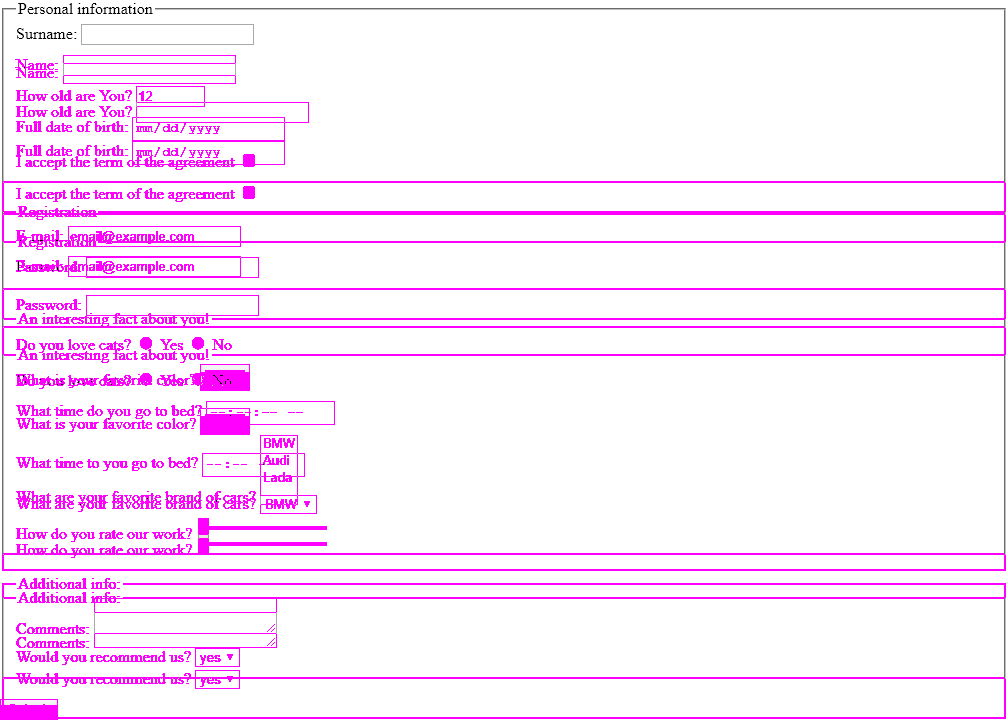 Personal information
Surname:
Name:
Name:
How old are You? 12
How old are You?
Full date of birth: mm/dd/yyyy
Full date of birth: mm/dd/yyyy
I accept the term of the agreement
I accept the term of the agreement
Registration
E-mail: email@example.com
Registration
E-mail: email@example.com
Password:
Password:
An interesting fact about you!
Do you love cats? Yes No
An interesting fact about you!
What is your favorite color?
Do you love cats? Yes No
What time do you go to bed? --:--:-- --
What is your favorite color?
BMW
What time to you go to bed? --:--
Audi
Lada
What are your favorite brand of cars?
What are your favorite brand of cars? BMW
How do you rate our work?
How do you rate our work?
Additional info:
Additional info:
Comments:
Comments:
Would you recommend us? yes
Would you recommend us? yes